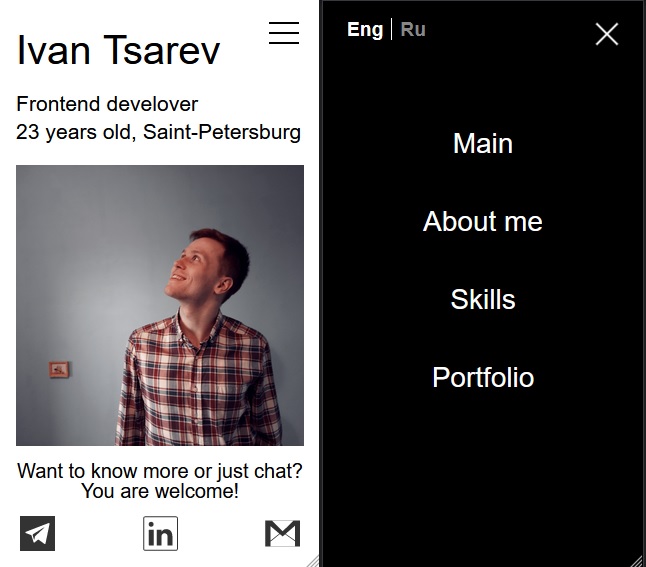 Ivan Tsarev
Frontend develover
23 years old, Saint-Petersburg
Want to know more or just chat?
You are welcome!
in
Eng | Ru
Main
About me
Skills
Portfolio